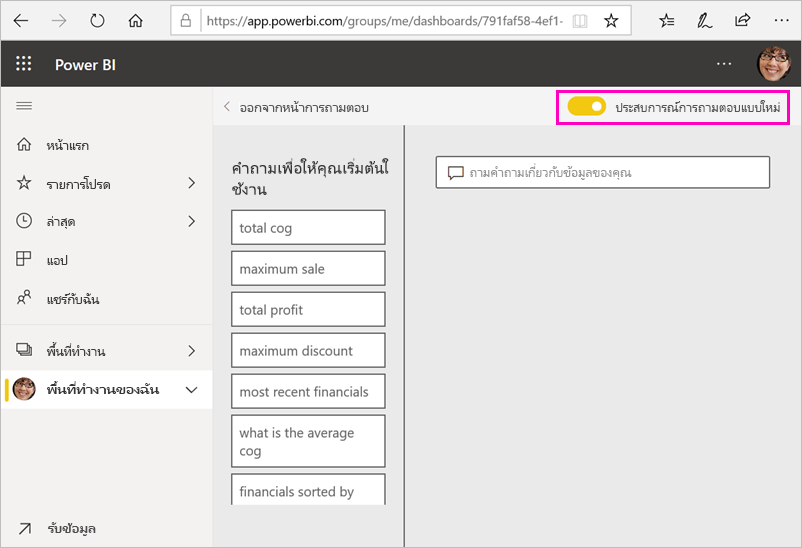 https://app.powerbi.com/groups/me/dashboards/791faf58-4ef1-
Power BI
ออกจากหน้าการถามตอบ
ประสบการณ์การถามตอบแบบใหม่
หน้าแรก
รายการโปรด
ล่าสุด
แอป
แชร์กับฉัน
พื้นที่ทำงาน
พื้นที่ทำงานของฉัน
รับข้อมูล
คำถามเพื่อให้คุณเริ่มต้นใ
ช้งาน
total cog
maximum sale
total profit
maximum discount
most recent financials
what is the average
cog
financials sorted by
ถามคำถามเกี่ยวกับข้อมูลของคุณ